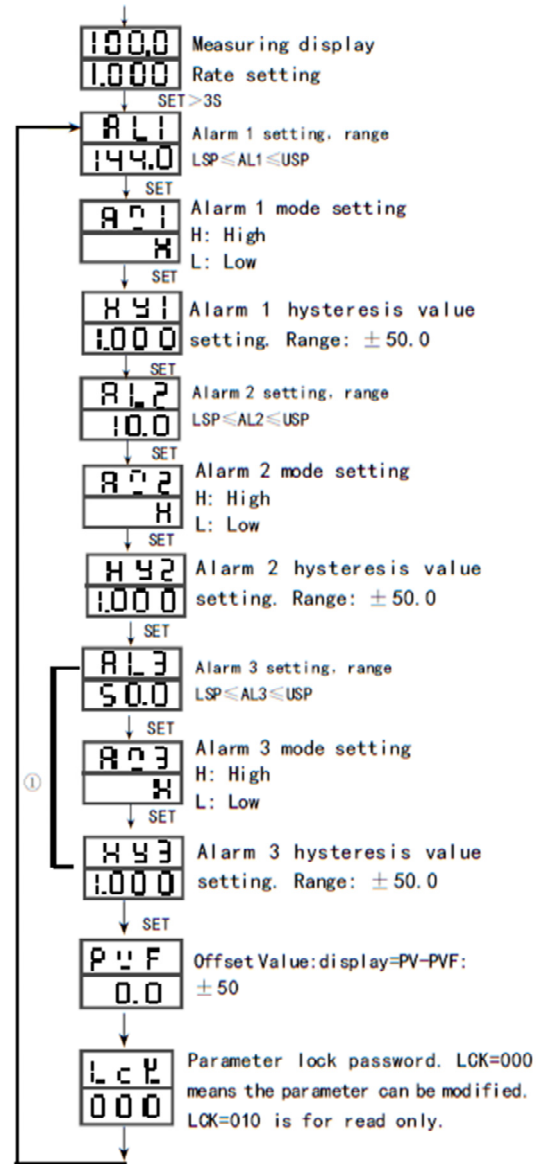 100.0
1.000
Measuring display
Rate setting
SET>3S
AL1
144.0
Alarm 1 setting. range
LSP≤AL1≤USP
SET
Alarm 1 mode setting
H: High
L: Low
H
SET
HY1
1.000
Alarm 1 hysteresis value
setting. Range: ±50.0
SET
AL2
10.0
Alarm 2 setting. range
LSP≤AL2≤USP
SET
Alarm 2 mode setting
H: High
L: Low
H
SET
HY2
1.000
Alarm 2 hysteresis value
setting. Range: ±50.0
SET
AL3
50.0
Alarm 3 setting. range
LSP≤AL3≤USP
SET
①
Alarm 3 mode setting
H: High
L: Low
H
SET
HY3
1.000
Alarm 3 hysteresis value
setting. Range: ±50.0
SET
PVF
0.0
Offset Value:display=PV-PVF:
±50
LcK
000
Parameter lock password. LCK=000
means the parameter can be modified.
LCK=010 is for read only.